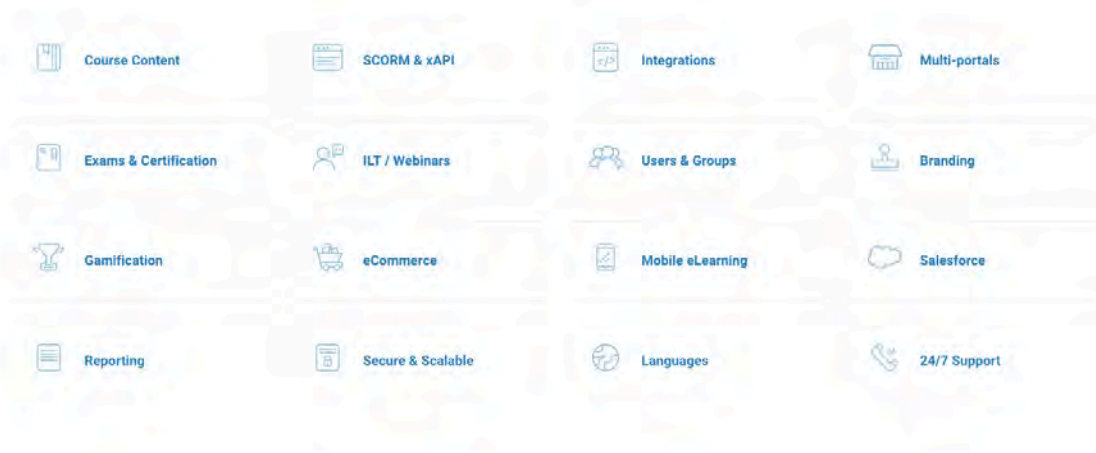 Course Content
SCORM & xAPI
Integrations
Multi-portals
Exams & Certification
ILT / Webinars
Users & Groups
Branding
Gamification
eCommerce
Mobile eLearning
Salesforce
Reporting
Secure & Scalable
Languages
24/7 Support